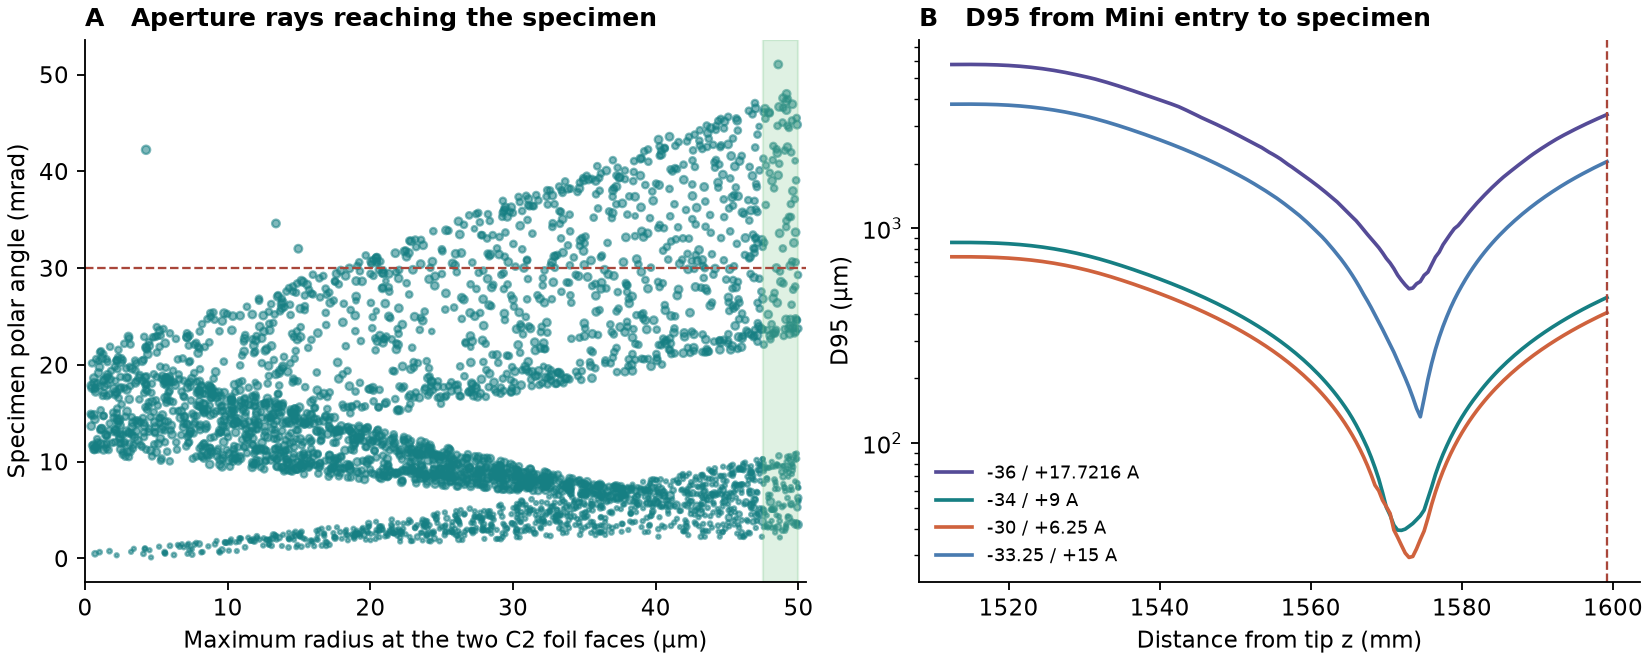 A Aperture rays reaching the specimen
Specimen polar angle (mrad)
50
40
30
20
10
0
0 10 20 30 40 50
Maximum radius at the two C2 foil faces (µm)
B D95 from Mini entry to specimen
D95 (µm)
10³
10²
-36 / +17.7216 A
-34 / +9 A
-30 / +6.25 A
-33.25 / +15 A
1520 1540 1560 1580 1600
Distance from tip z (mm)